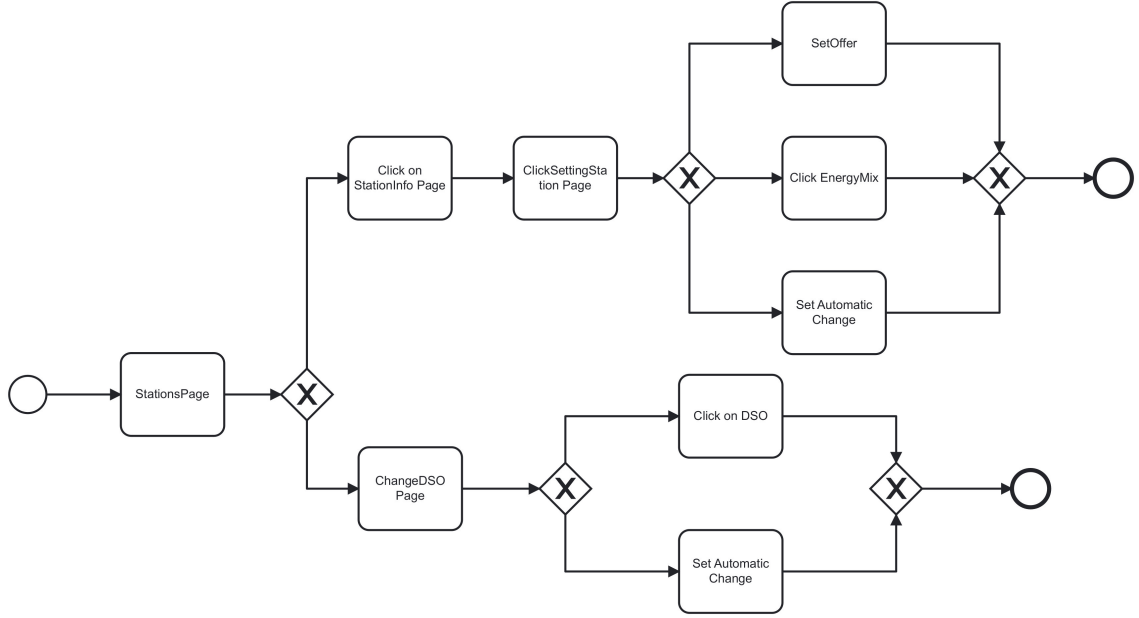 SetOffer
Click on
StationInfo Page
ClickSettingSta
tion Page
X
Click EnergyMix
X
Set Automatic
Change
StationsPage
X
Click on DSO
ChangeDSO
Page
X
X
Set Automatic
Change